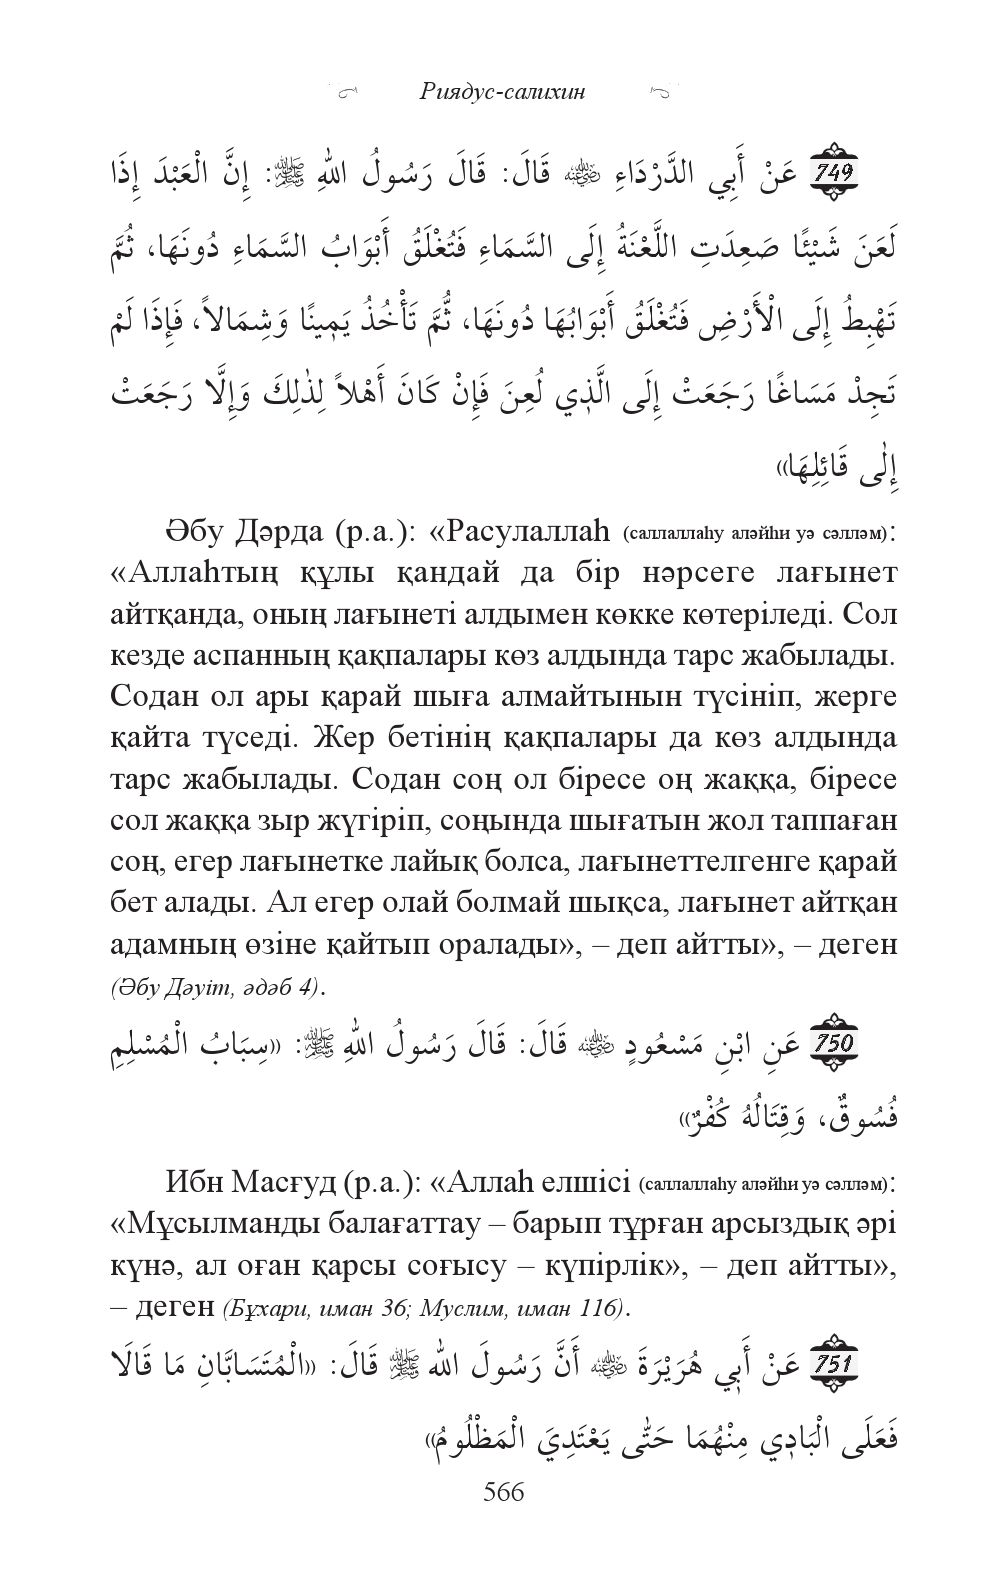 Риядус-салихин
749 عَنْ أَبِي الدَّرْدَاءِ ﷺ قَالَ: قَالَ رَسُولُ اللهِ ﷺ: إِنَّ الْعَبْدَ إِذَا
لَعَنَ شَيْئًا صَعِدَتِ اللَّعْنَةُ إِلَى السَّمَاءِ فَتُغْلَقُ أَبْوَابُ السَّمَاءِ دُونَهَا، ثُمَّ
تَهْبِطُ إِلَى الْأَرْضِ فَتُغْلَقُ أَبْوَابُهَا دُونَهَا، ثُمَّ تَأْخُذُ يَمِينًا وَشِمَالاً، فَإِذَا لَمْ
تَجِدْ مَسَاغًا رَجَعَتْ إِلَى الَّذِي لُعِنَ فَإِنْ كَانَ أَهْلاً لِذٰلِكَ وَإِلَّا رَجَعَتْ
إِلٰى قَائِلِهَا»
Әбу Дәрда (р.а.): «Расулаллаһ (саллаллаһу аләйһи уә сәлләм):
«Аллаһтың құлы қандай да бір нәрсеге лағынет
айтқанда, оның лағынеті алдымен көкке көтеріледі. Сол
кезде аспанның қақпалары көз алдында тарс жабылады.
Содан ол ары қарай шыға алмайтынын түсініп, жерге
қайта түседі. Жер бетінің қақпалары да көз алдында
тарс жабылады. Содан соң ол біресе оң жаққа, біресе
сол жаққа зыр жүгіріп, соңында шығатын жол таппаған
соң, егер лағынетке лайық болса, лағынеттелгенге қарай
бет алады. Ал егер олай болмай шықса, лағынет айтқан
адамның өзіне қайтып оралады», – деп айтты», – деген
(Әбу Дәуіт, әдәб 4).
750 عَنِ ابْنِ مَسْعُودٍ رضي الله عنه قَالَ: قَالَ رَسُولُ اللهِ ﷺ: «سِبَابُ الْمُسْلِمِ
فُسُوقٌ، وَقِتَالُهُ كُفْرٌ»
Ибн Масғуд (р.а.): «Аллаһ елшісі (саллаллаһу аләйһи уә сәлләм):
«Мұсылманды балағаттау – барып тұрған арсыздық әрі
күнә, ал оған қарсы соғысу – күпірлік», – деп айтты»,
– деген (Бұхари, иман 36; Муслим, иман 116).
751 عَنْ أَبِي هُرَيْرَةَ رضي الله عنه أَنَّ رَسُولَ الله ﷺ قَالَ: «الْمُتَسَابَّانِ مَا قَالَا
فَعَلَى الْبَادِي مِنْهُمَا حَتّٰى يَعْتَدِيَ الْمَظْلُومُ»
566